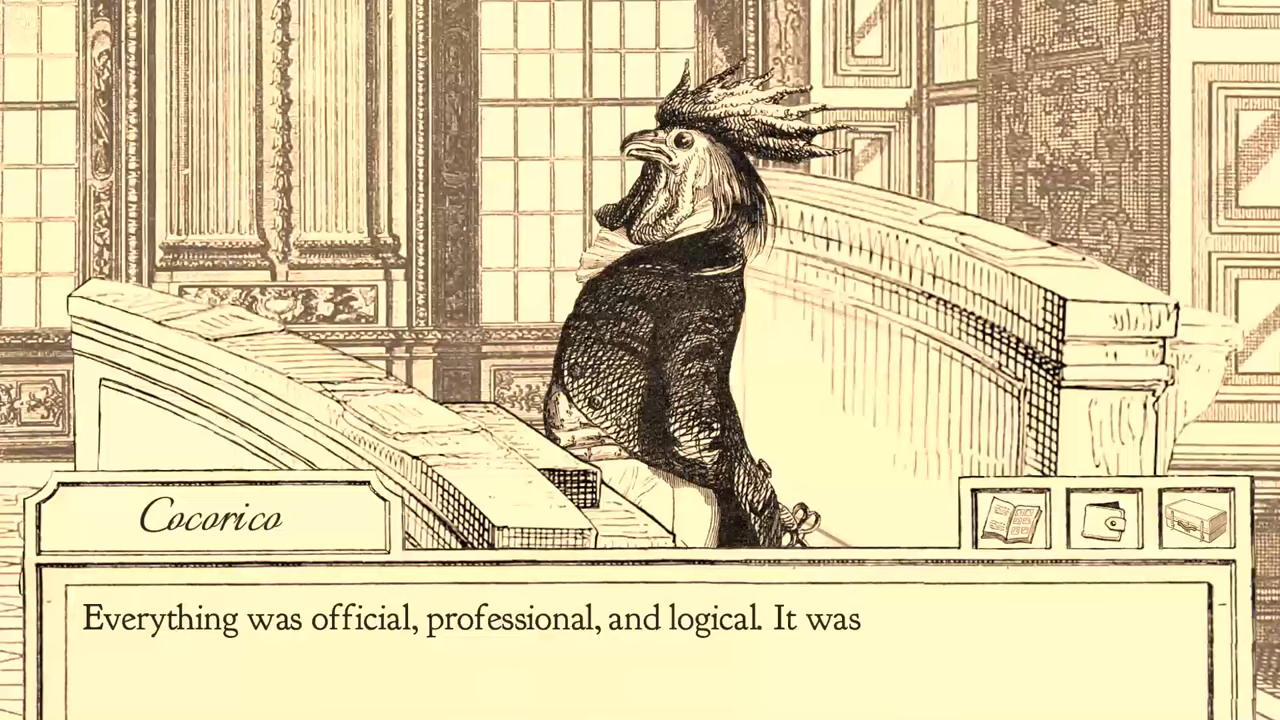 Cocorico
Everything was official, professional, and logical. It was